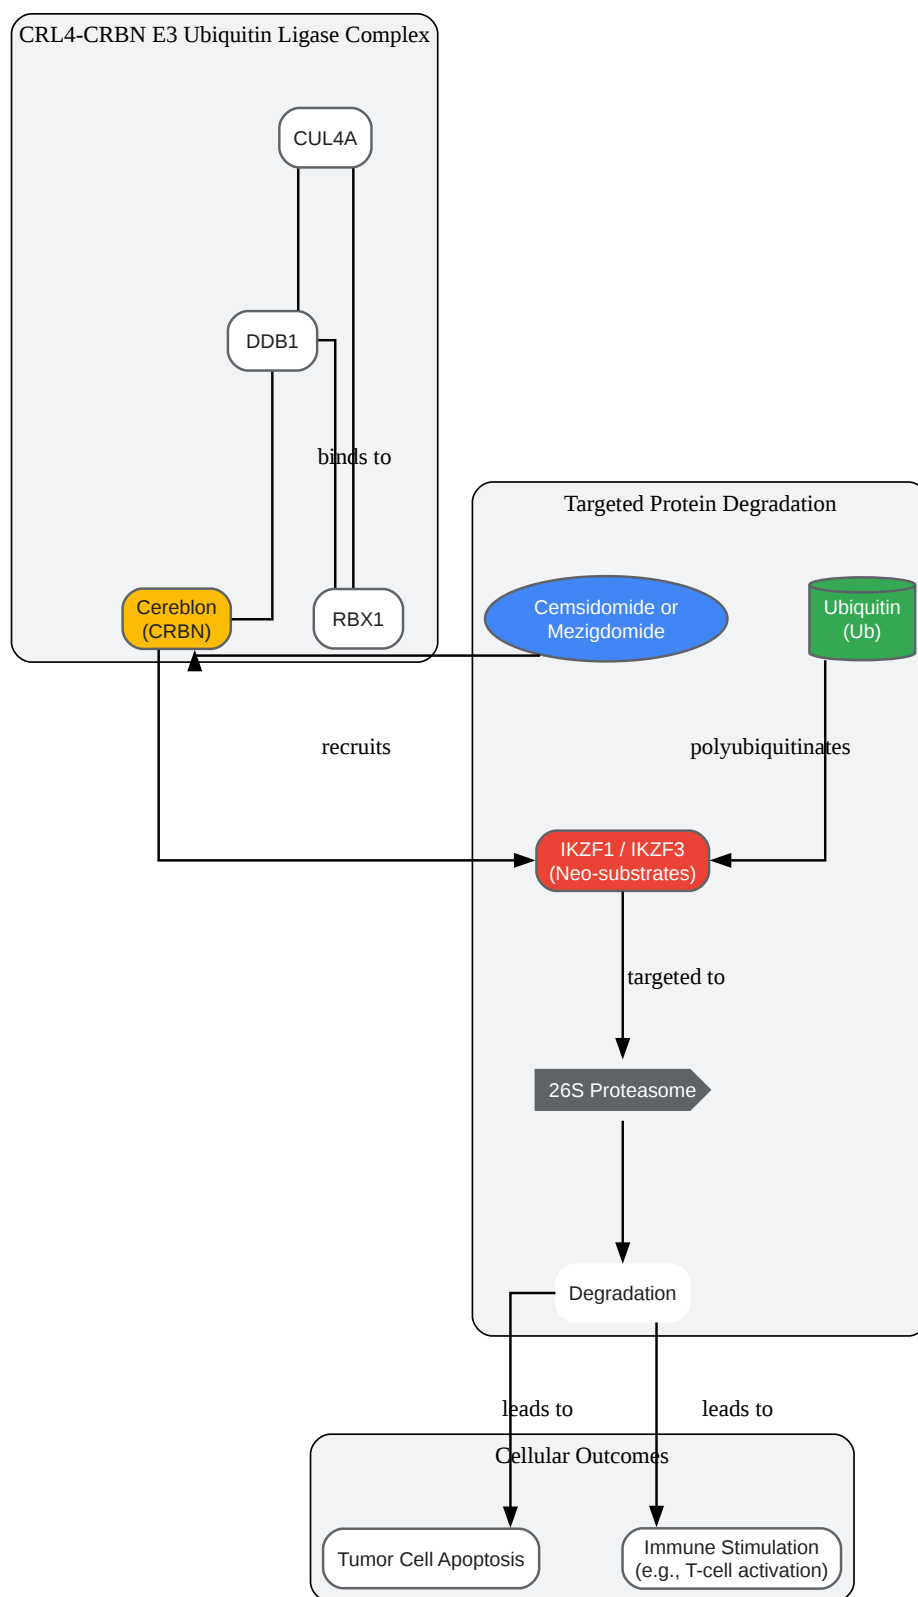 CRL4-CRBN E3 Ubiquitin Ligase Complex
CUL4A
DDB1
binds to
Targeted Protein Degradation
Cereblon
(CRBN)
RBX1
Cemsidomide or
Mezigdomide
Ubiquitin
(Ub)
recruits
polyubiquitinates
IKZF1 / IKZF3
(Neo-substrates)
targeted to
26S Proteasome
Degradation
leads to
leads to
Cellular Outcomes
Tumor Cell Apoptosis
Immune Stimulation
(e.g., T-cell activation)